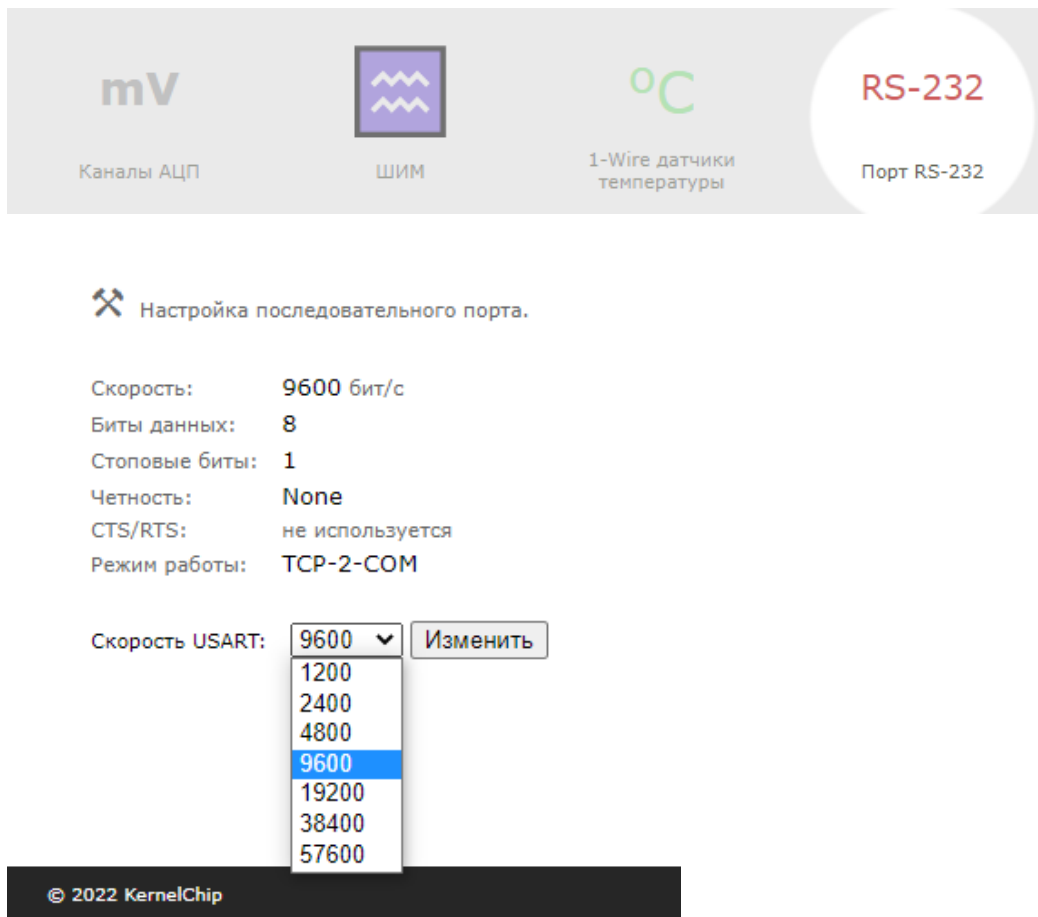 mV
Каналы АЦП
ШИМ
°C
1-Wire датчики
температуры
RS-232
Порт RS-232
Настройка последовательного порта.
Скорость: 9600 бит/с
Биты данных: 8
Стоповые биты: 1
Четность: None
CTS/RTS: не используется
Режим работы: TCP-2-COM
Скорость USART: 9600 Изменить
1200
2400
4800
9600
19200
38400
57600
© 2022 KernelChip